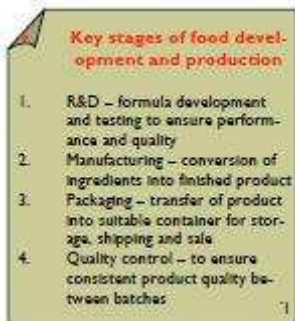 Key stages of food devel-
opment and production
1. R&D – formula development
and testing to ensure perform-
ance and quality
2. Manufacturing – conversion of
ingredients into finished product
3. Packaging – transfer of product
into suitable container for stor-
age, shipping and sale
4. Quality control – to ensure
consistent product quality be-
tween batches